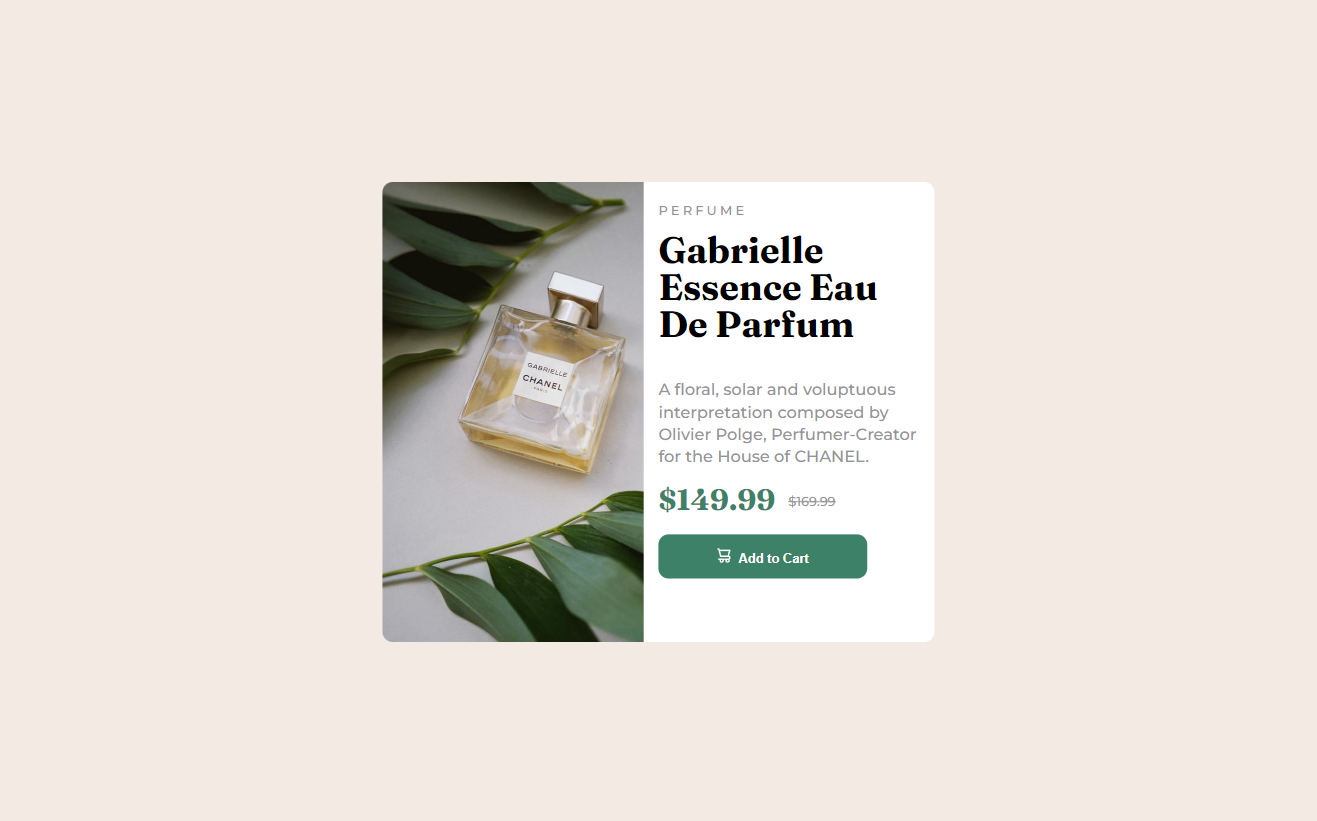 PERFUME
Gabrielle
Essence Eau
De Parfum
GABRIELLE
CHANEL
PARIS
A floral, solar and voluptuous
interpretation composed by
Olivier Polge, Perfumer-Creator
for the House of CHANEL.
$149.99 $169.99
Add to Cart